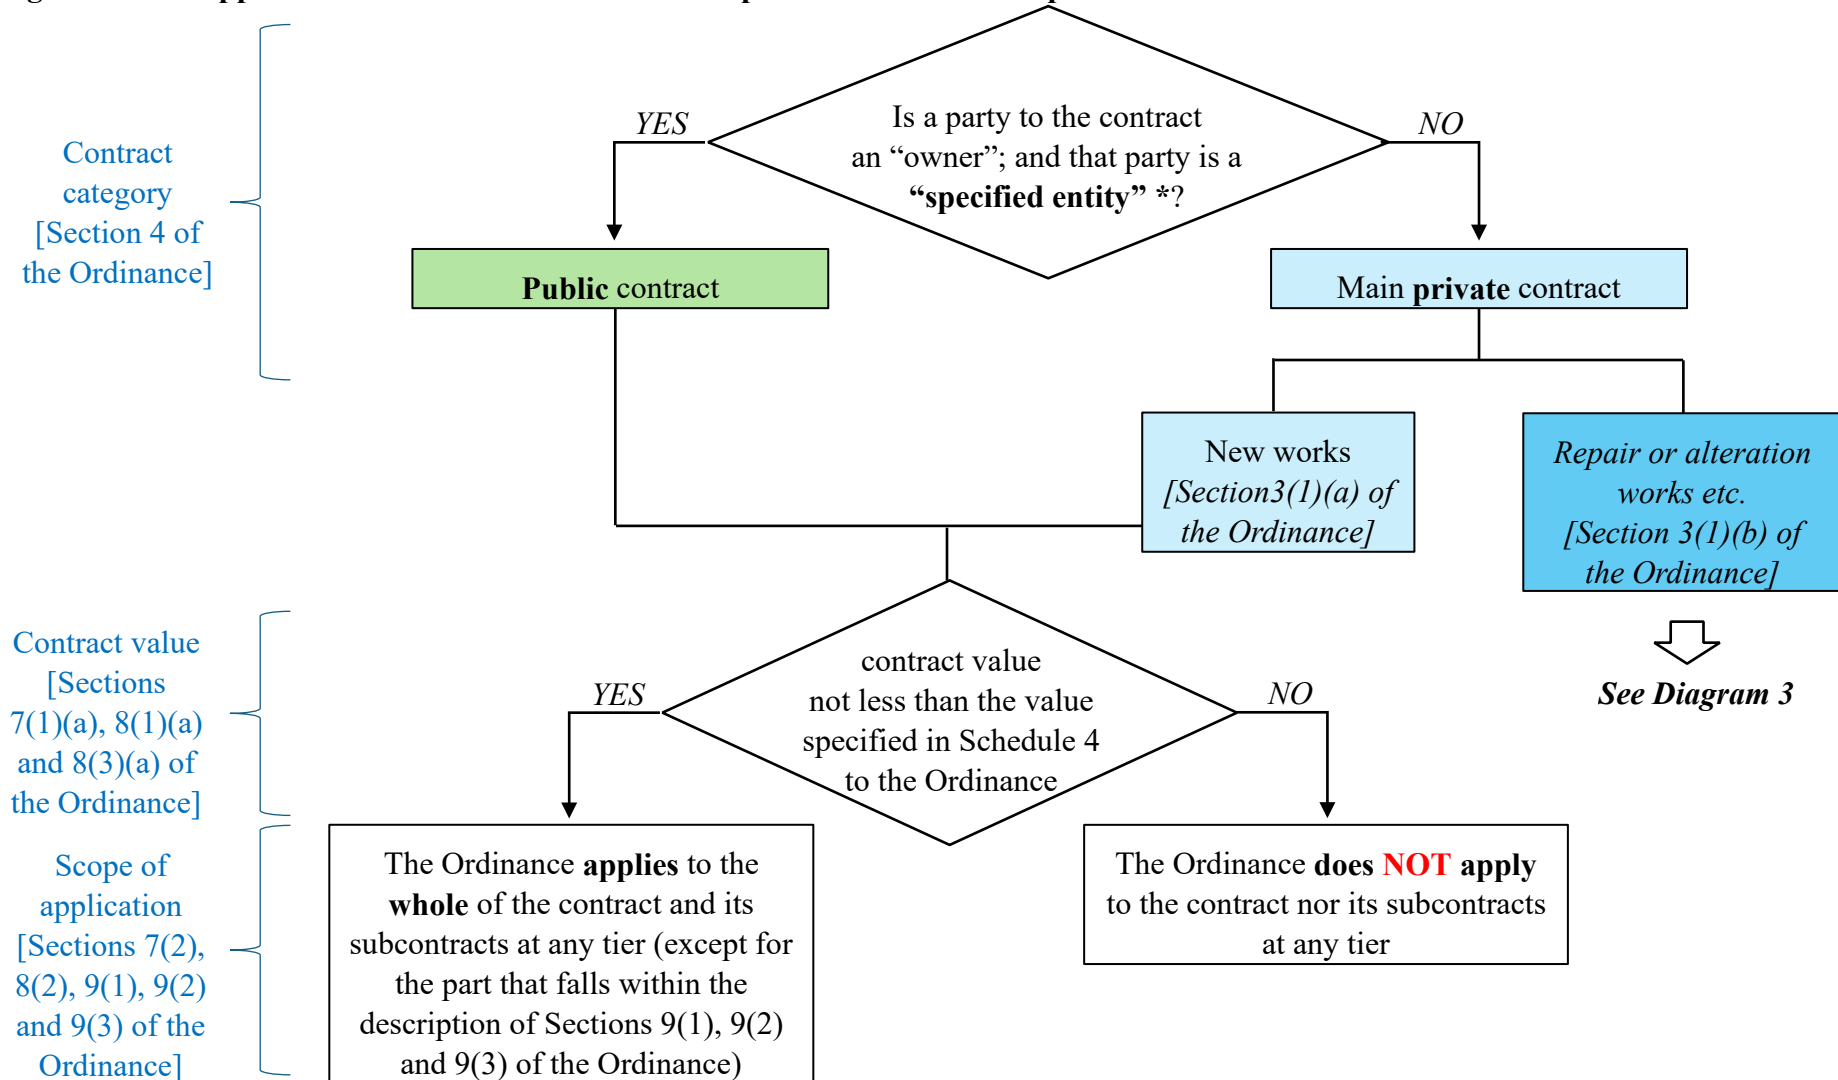 Is a party to the contract
an “owner”; and that party is a
“specified entity” *?
YES
NO
Contract
category
[Section 4 of
the Ordinance]
Public contract
Main private contract
New works
[Section3(1)(a) of
the Ordinance]
Repair or alteration
works etc.
[Section 3(1)(b) of
the Ordinance]
See Diagram 3
Contract value
[Sections
7(1)(a), 8(1)(a)
and 8(3)(a) of
the Ordinance]
contract value
not less than the value
specified in Schedule 4
to the Ordinance
YES
NO
Scope of
application
[Sections 7(2),
8(2), 9(1), 9(2)
and 9(3) of the
Ordinance]
The Ordinance applies to the
whole of the contract and its
subcontracts at any tier (except for
the part that falls within the
description of Sections 9(1), 9(2)
and 9(3) of the Ordinance)
The Ordinance does NOT apply
to the contract nor its subcontracts
at any tier